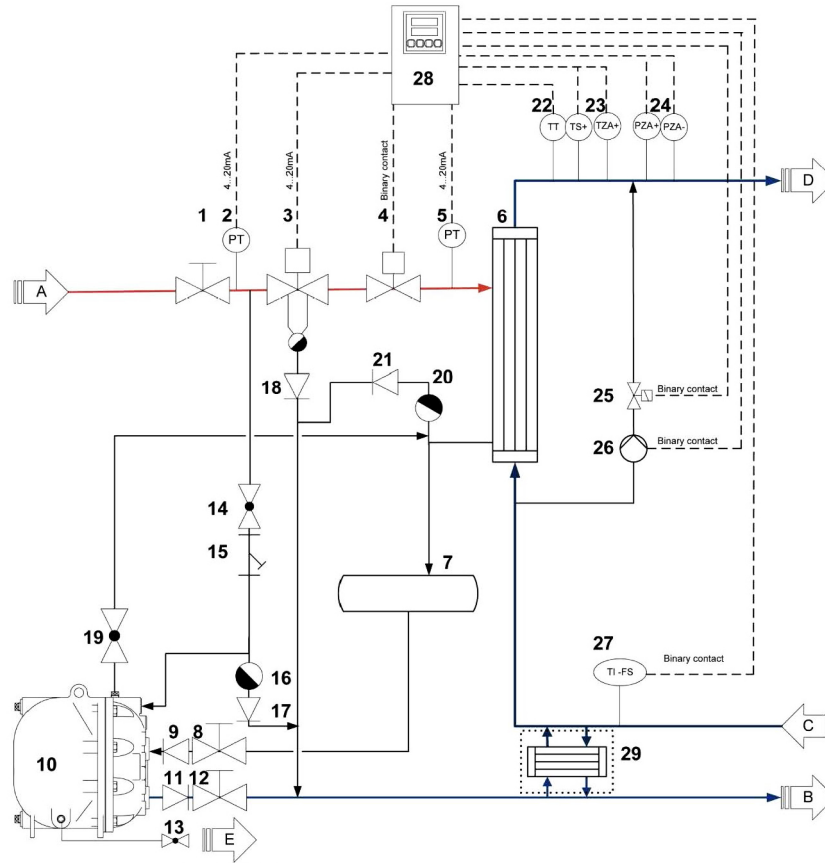 28
22
23
24
TT
TS+
TZA+
PZA+
PZA-
D
4...20mA
4...20mA
Binary contact
4...20mA
1
2
3
4
5
6
PT
PT
A
21
20
18
25
Binary contact
26
Binary contact
14
15
7
19
27
Binary contact
TI -FS
16
17
9
8
C
10
29
11
12
B
13
E